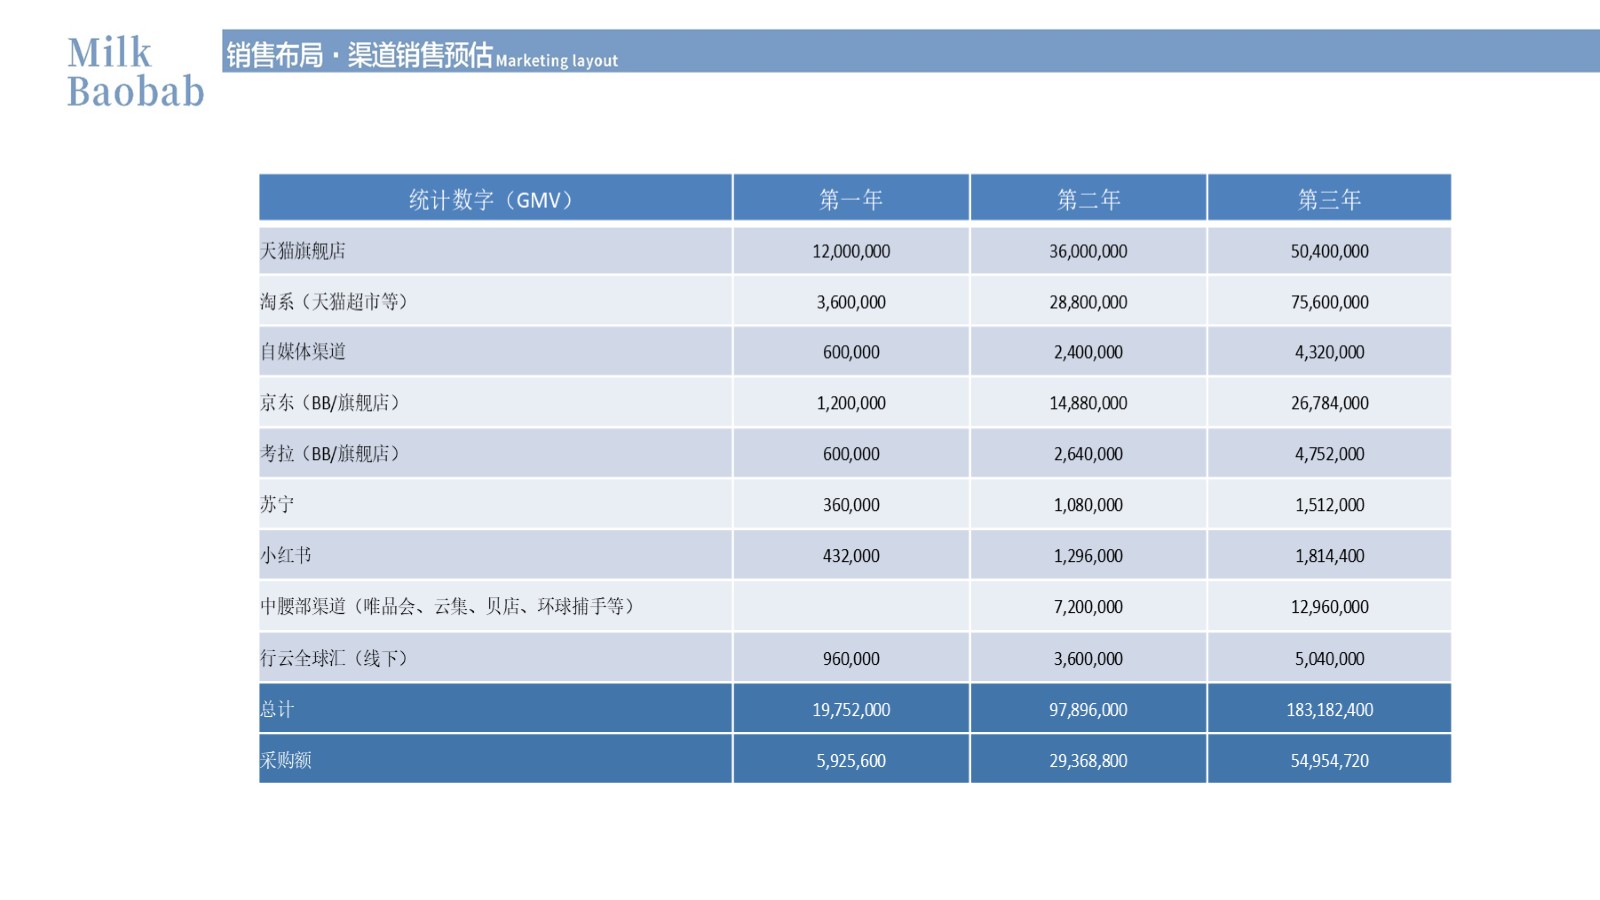 Milk
Baobab
销售布局·渠道销售预估 Marketing layout
统计数字（GMV） 第一年 第二年 第三年
天猫旗舰店 12,000,000 36,000,000 50,400,000
淘系（天猫超市等） 3,600,000 28,800,000 75,600,000
自媒体渠道 600,000 2,400,000 4,320,000
京东（BB/旗舰店） 1,200,000 14,880,000 26,784,000
考拉（BB/旗舰店） 600,000 2,640,000 4,752,000
苏宁 360,000 1,080,000 1,512,000
小红书 432,000 1,296,000 1,814,400
中腰部渠道（唯品会、云集、贝店、环球捕手等） 7,200,000 12,960,000
行云全球汇（线下） 960,000 3,600,000 5,040,000
总计 19,752,000 97,896,000 183,182,400
采购额 5,925,600 29,368,800 54,954,720